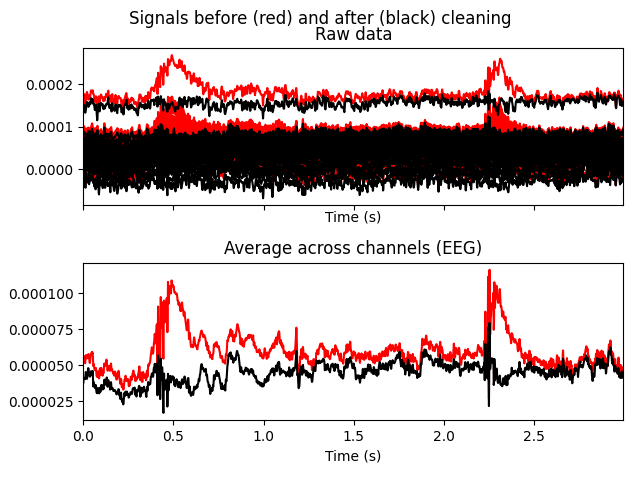 Signals before (red) and after (black) cleaning
Raw data
0.0002
0.0001
0.0000
Time (s)
Average across channels (EEG)
0.000100
0.000075
0.000050
0.000025
0.0 0.5 1.0 1.5 2.0 2.5
Time (s)